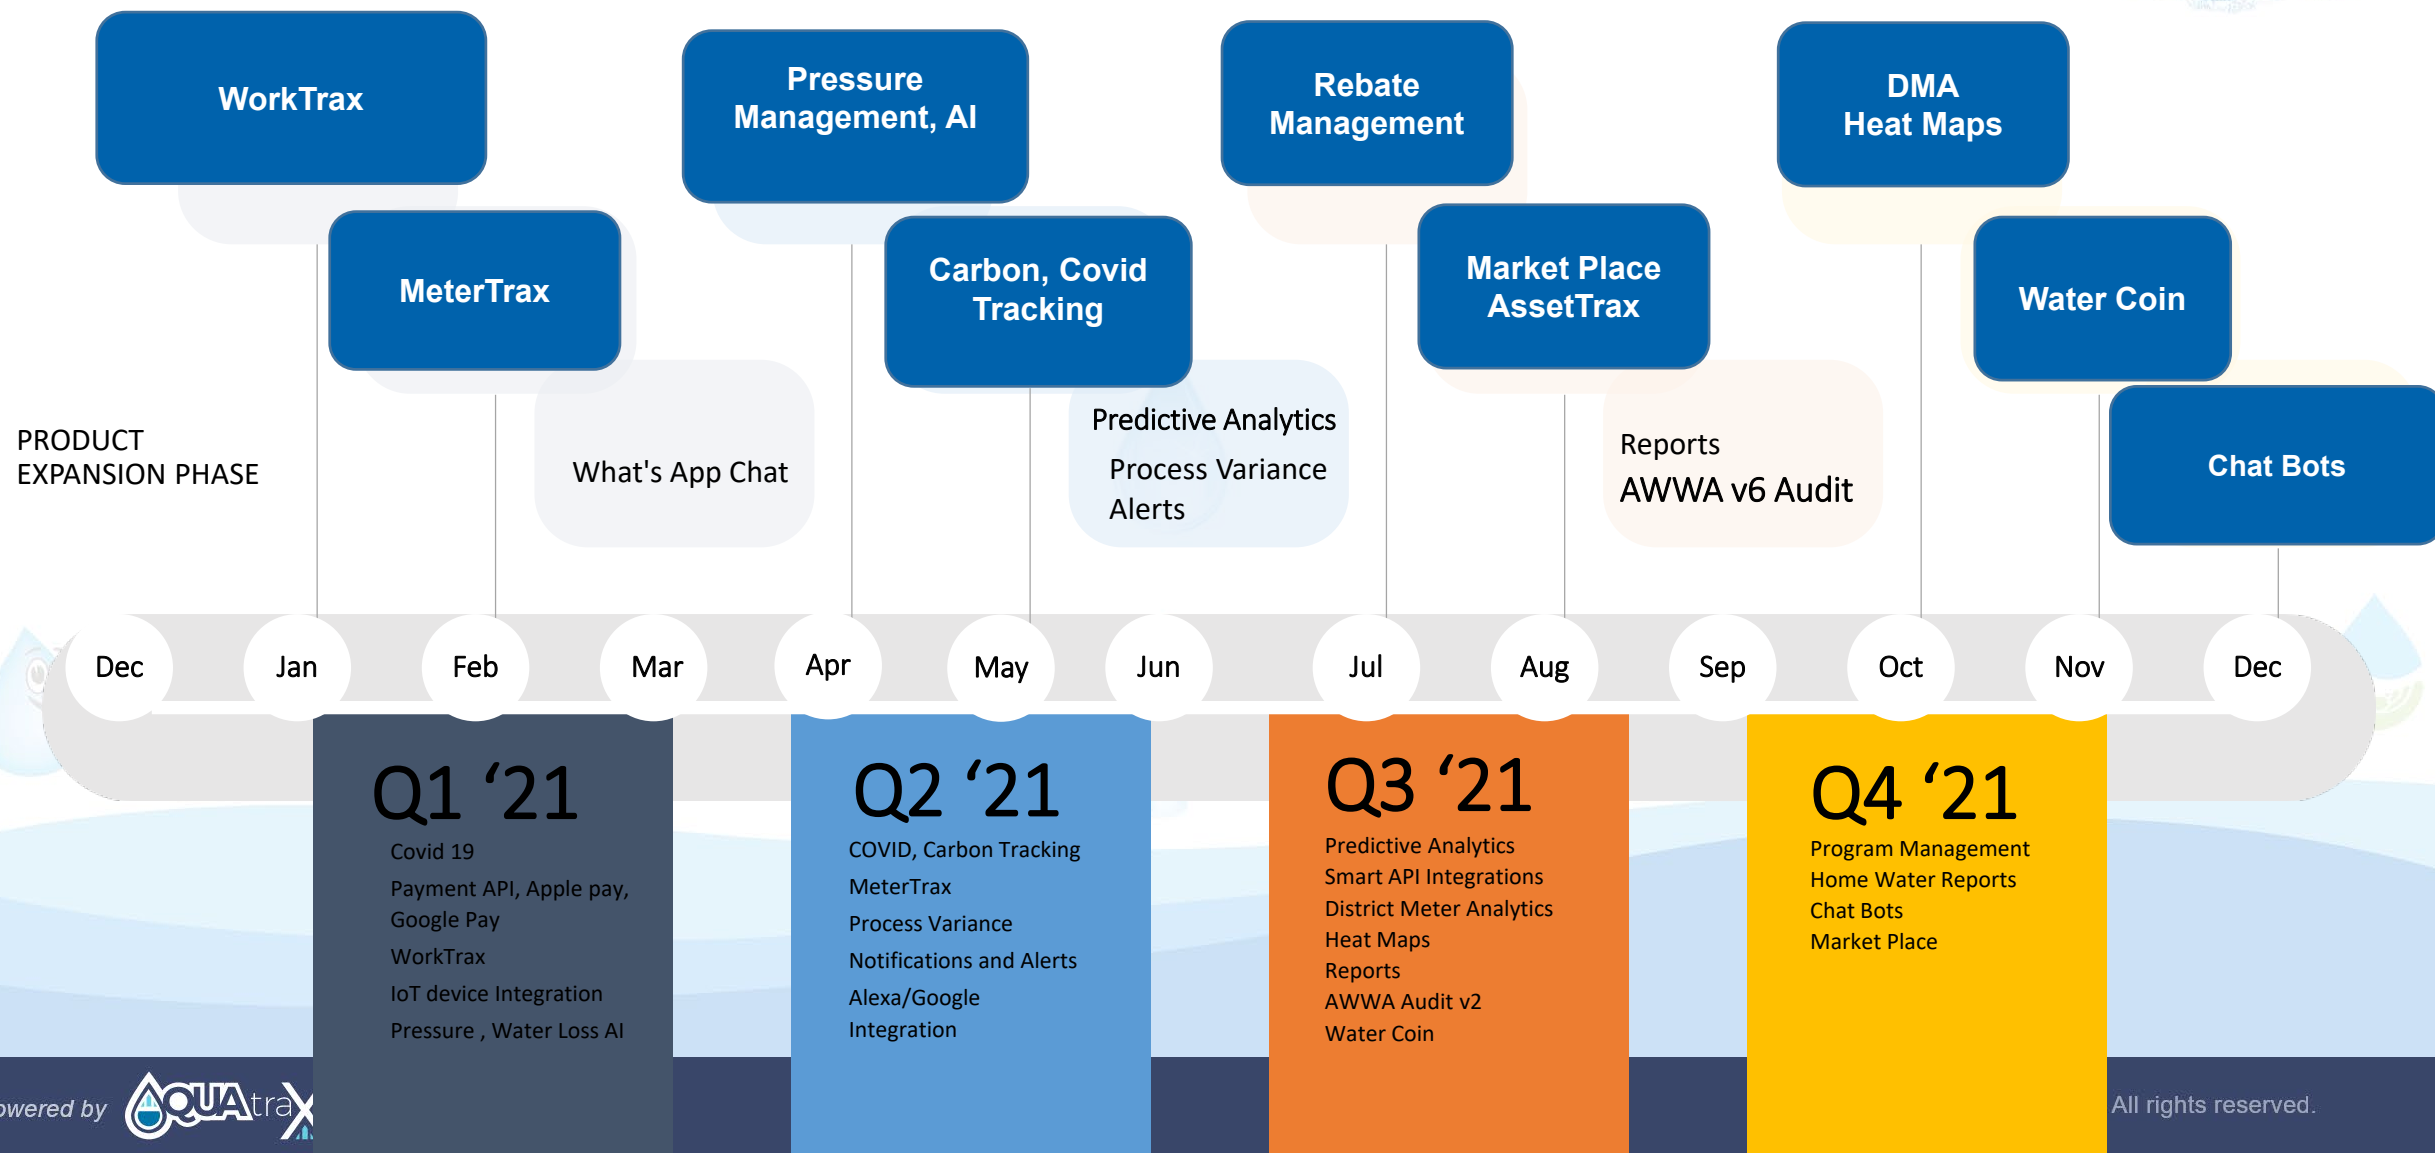 WorkTrax
Pressure
Management, AI
Rebate
Management
DMA
Heat Maps
MeterTrax
Carbon, Covid
Tracking
Market Place
AssetTrax
Water Coin
PRODUCT
EXPANSION PHASE
What's App Chat
Predictive Analytics
Process Variance
Alerts
Reports
AWWA v6 Audit
Chat Bots
Dec
Jan
Feb
Mar
Apr
May
Jun
Jul
Aug
Sep
Oct
Nov
Dec
Q1 ‘21
Covid 19
Payment API, Apple pay,
Google Pay
WorkTrax
IoT device Integration
Pressure , Water Loss AI
Q2 ‘21
COVID, Carbon Tracking
MeterTrax
Process Variance
Notifications and Alerts
Alexa/Google
Integration
Q3 ‘21
Predictive Analytics
Smart API Integrations
District Meter Analytics
Heat Maps
Reports
AWWA Audit v2
Water Coin
Q4 ‘21
Program Management
Home Water Reports
Chat Bots
Market Place
owered by
AQUAtraX
All rights reserved.